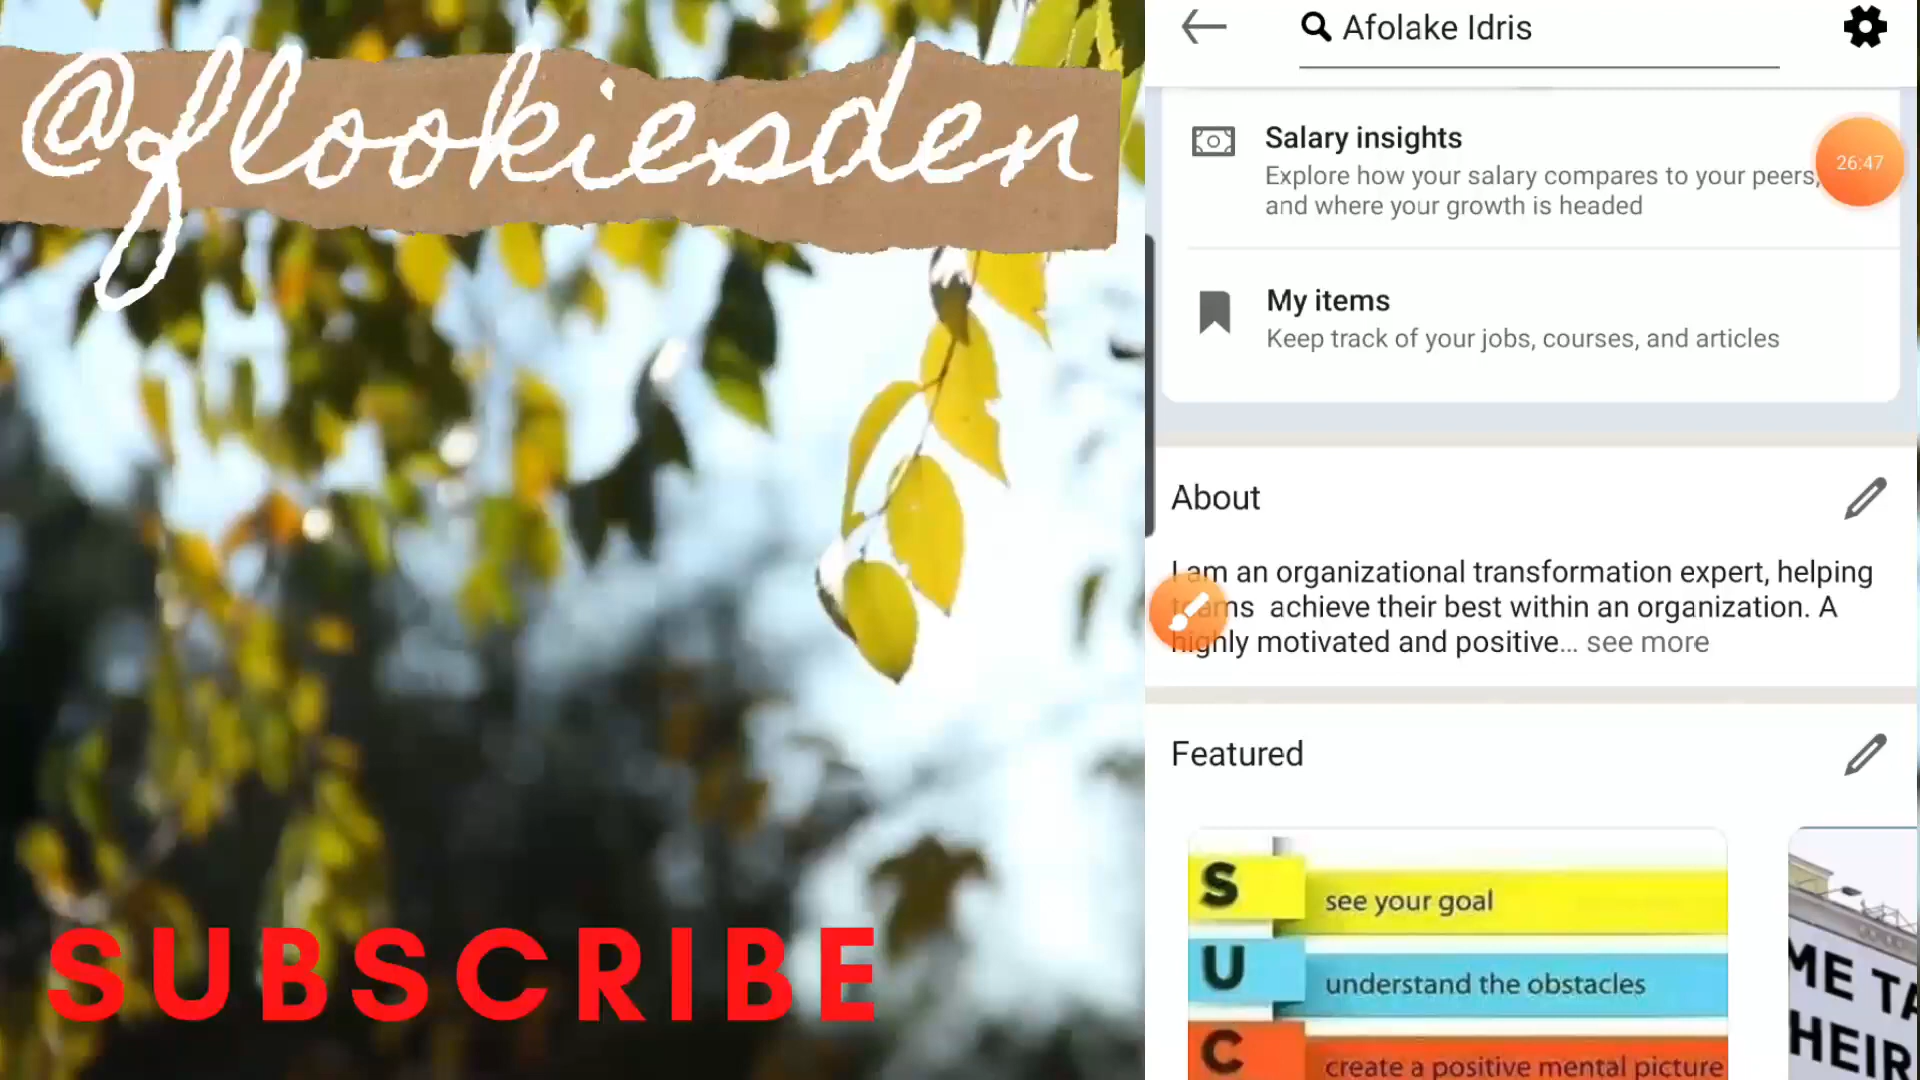 @flookiesden
SUBSCRIBE
Afolake Idris
Salary insights
Explore how your salary compares to your peers,
and where your growth is headed
26:47
My items
Keep track of your jobs, courses, and articles
About
I am an organizational transformation expert, helping
teams achieve their best within an organization. A
highly motivated and positive... see more
Featured
S see your goal
U understand the obstacles
C create a positive mental picture
ME TA
HEIR